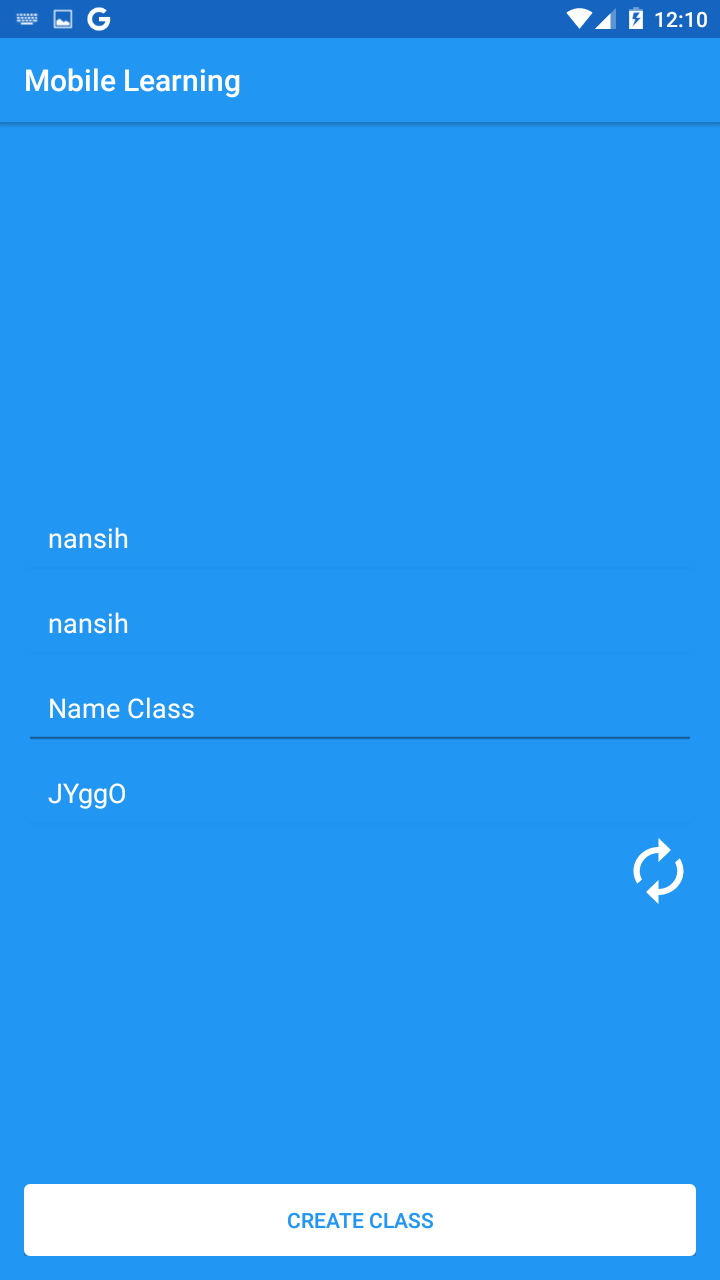 12:10
Mobile Learning
nansih
nansih
Name Class
JYggO
CREATE CLASS